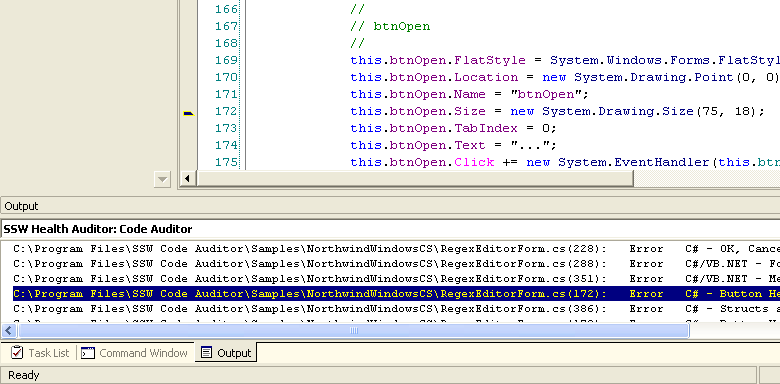 166 //
167 // btnOpen
168 //
169 this.btnOpen.FlatStyle = System.Windows.Forms.FlatStyl
170 this.btnOpen.Location = new System.Drawing.Point(0, 0)
171 this.btnOpen.Name = "btnOpen";
172 this.btnOpen.Size = new System.Drawing.Size(75, 18);
173 this.btnOpen.TabIndex = 0;
174 this.btnOpen.Text = "...";
175 this.btnOpen.Click += new System.EventHandler(this.btn
Output
SSW Health Auditor: Code Auditor
C:\Program Files\SSW Code Auditor\Samples\NorthwindWindowsCS\RegexEditorForm.cs(228): Error C# - OK, Cance
C:\Program Files\SSW Code Auditor\Samples\NorthwindWindowsCS\RegexEditorForm.cs(288): Error C#/VB.NET - Fo
C:\Program Files\SSW Code Auditor\Samples\NorthwindWindowsCS\RegexEditorForm.cs(351): Error C#/VB.NET - Me
C:\Program Files\SSW Code Auditor\Samples\NorthwindWindowsCS\RegexEditorForm.cs(172): Error C# - Button He
C:\Program Files\SSW Code Auditor\Samples\NorthwindWindowsCS\RegexEditorForm.cs(386): Error C# - Structs a
Task List Command Window Output
Ready